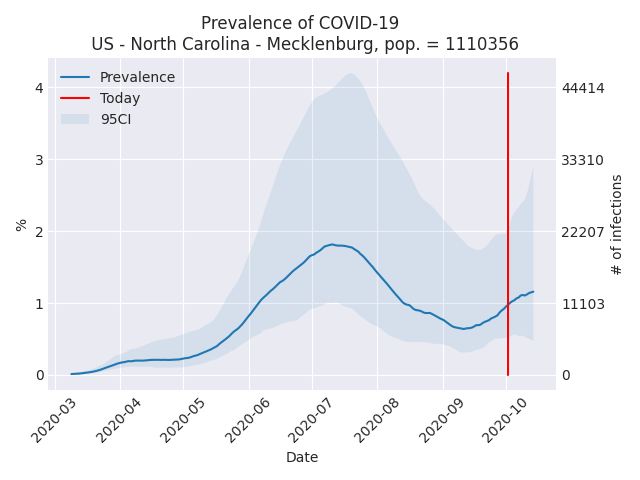 Prevalence of COVID-19
US - North Carolina - Mecklenburg, pop. = 1110356
Prevalence
Today
95CI
4
3
2
1
0
%
44414
33310
22207
11103
0
# of infections
2020-03
2020-04
2020-05
2020-06
2020-07
2020-08
2020-09
2020-10
Date